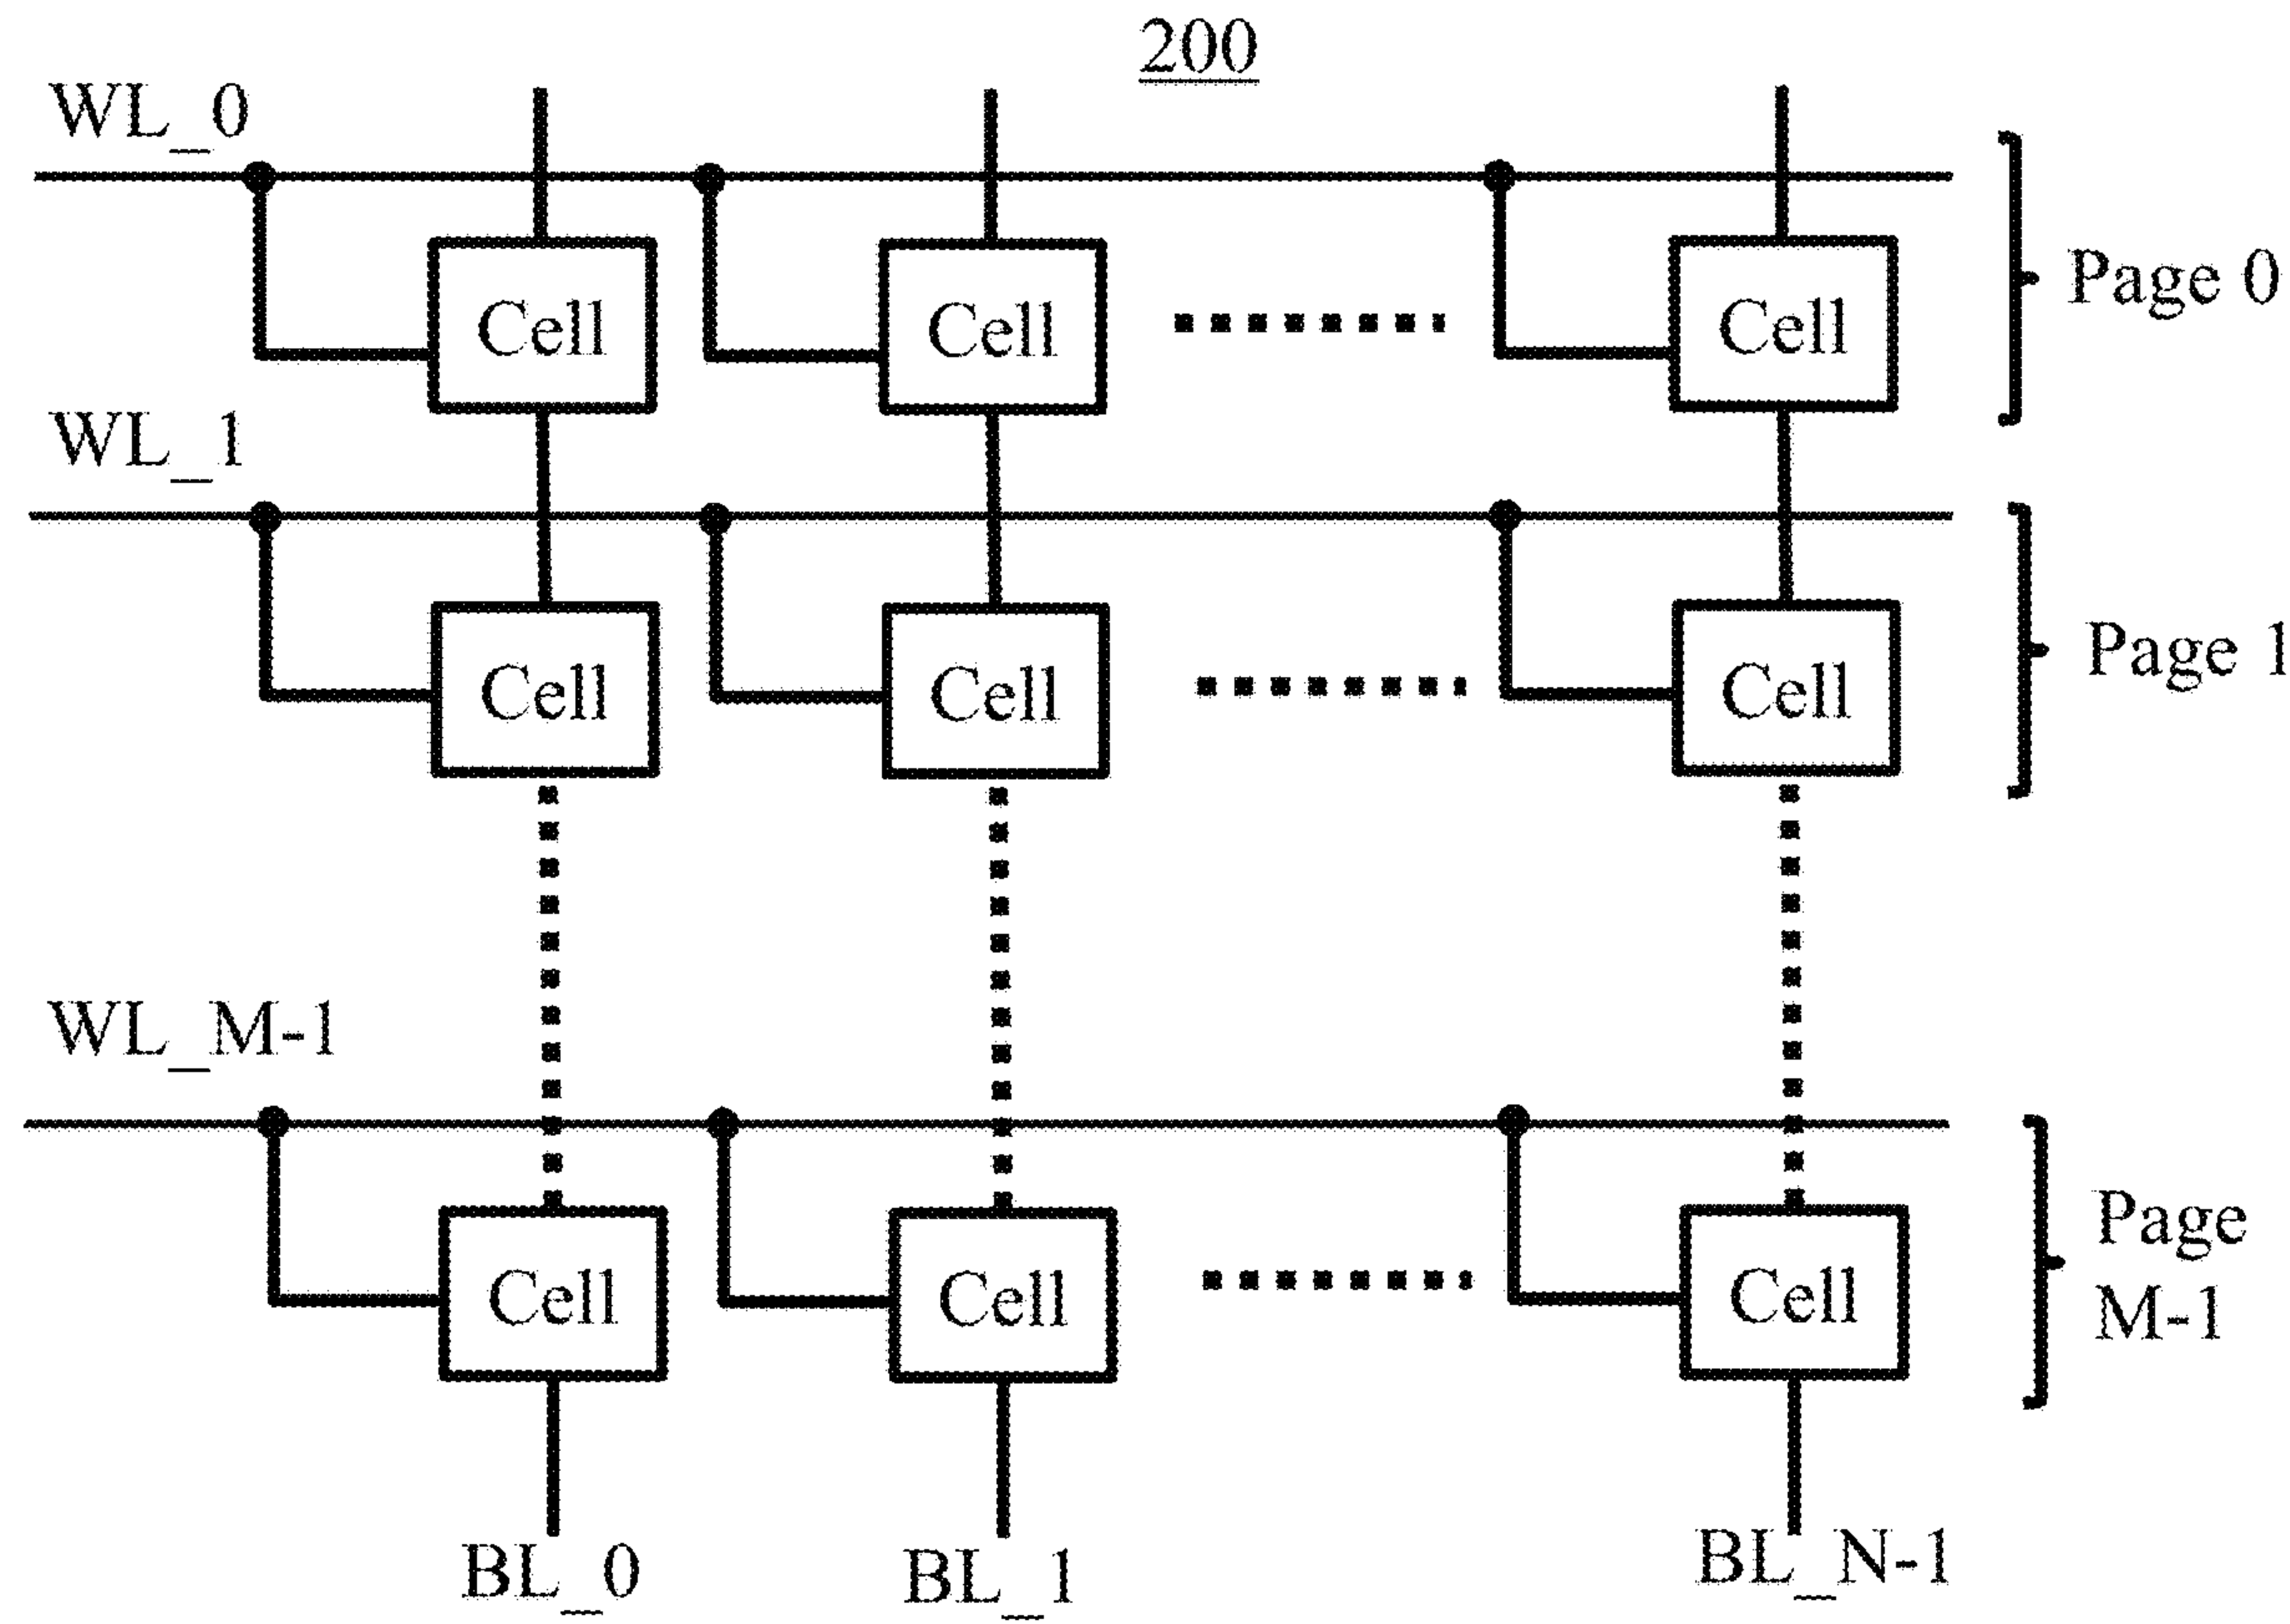 200
WL_0
Cell Cell Cell
Page 0
WL_1
Cell Cell Cell
Page 1
WL_M-1
Cell Cell Cell
Page
M-1
BL_0 BL_1 BL_N-1